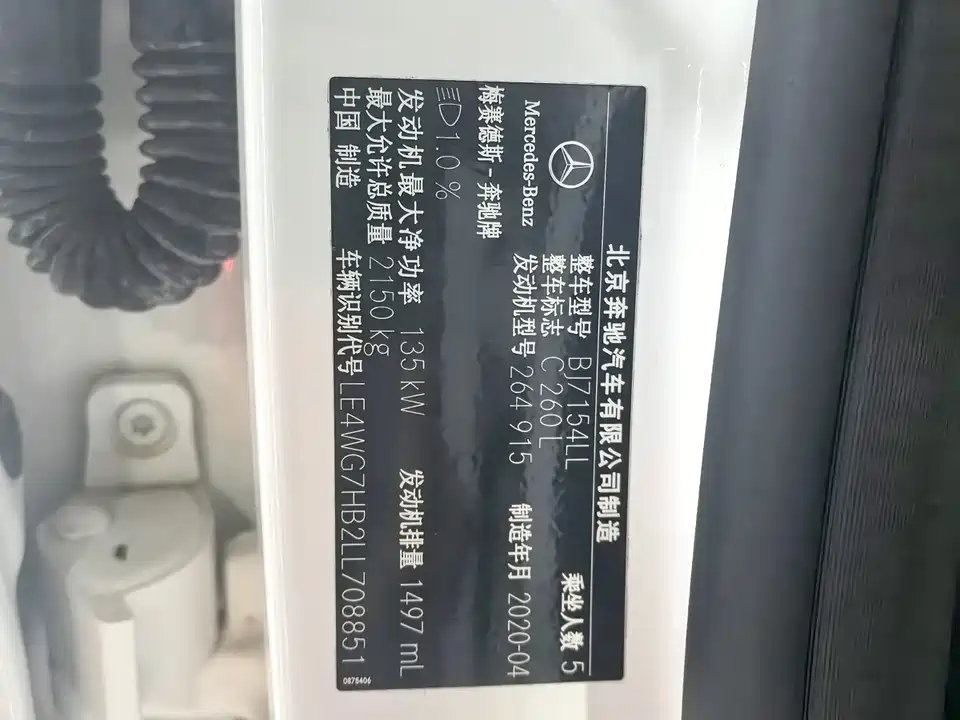 北京奔驰汽车有限公司制造
Mercedes-Benz
梅赛德斯-奔驰牌
整车型号 BJ7154LL
乘坐人数 5
整车标志 C 260 L
发动机型号 264 915 制造年月 2020-04
1.0 %
发动机最大净功率 135 kW 发动机排量 1497 mL
最大允许总质量 2150 kg
中国 制造 车辆识别代号 LE4WG7HB2LL708851
0875406